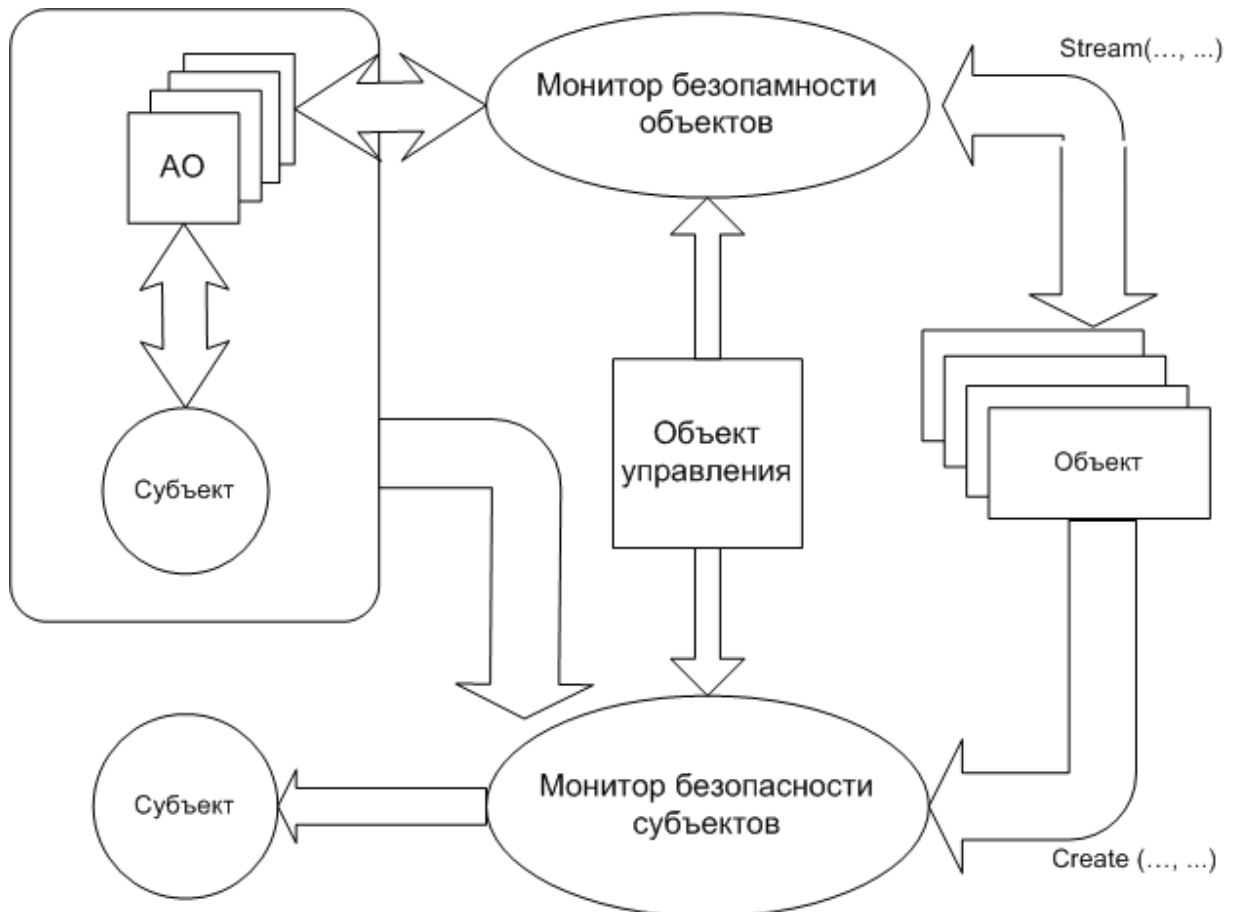 Stream(…, ...)
Монитор безопамности
объектов
АО
Объект
управления
Объект
Субъект
Монитор безопасности
субъектов
Субъект
Create (…, ...)